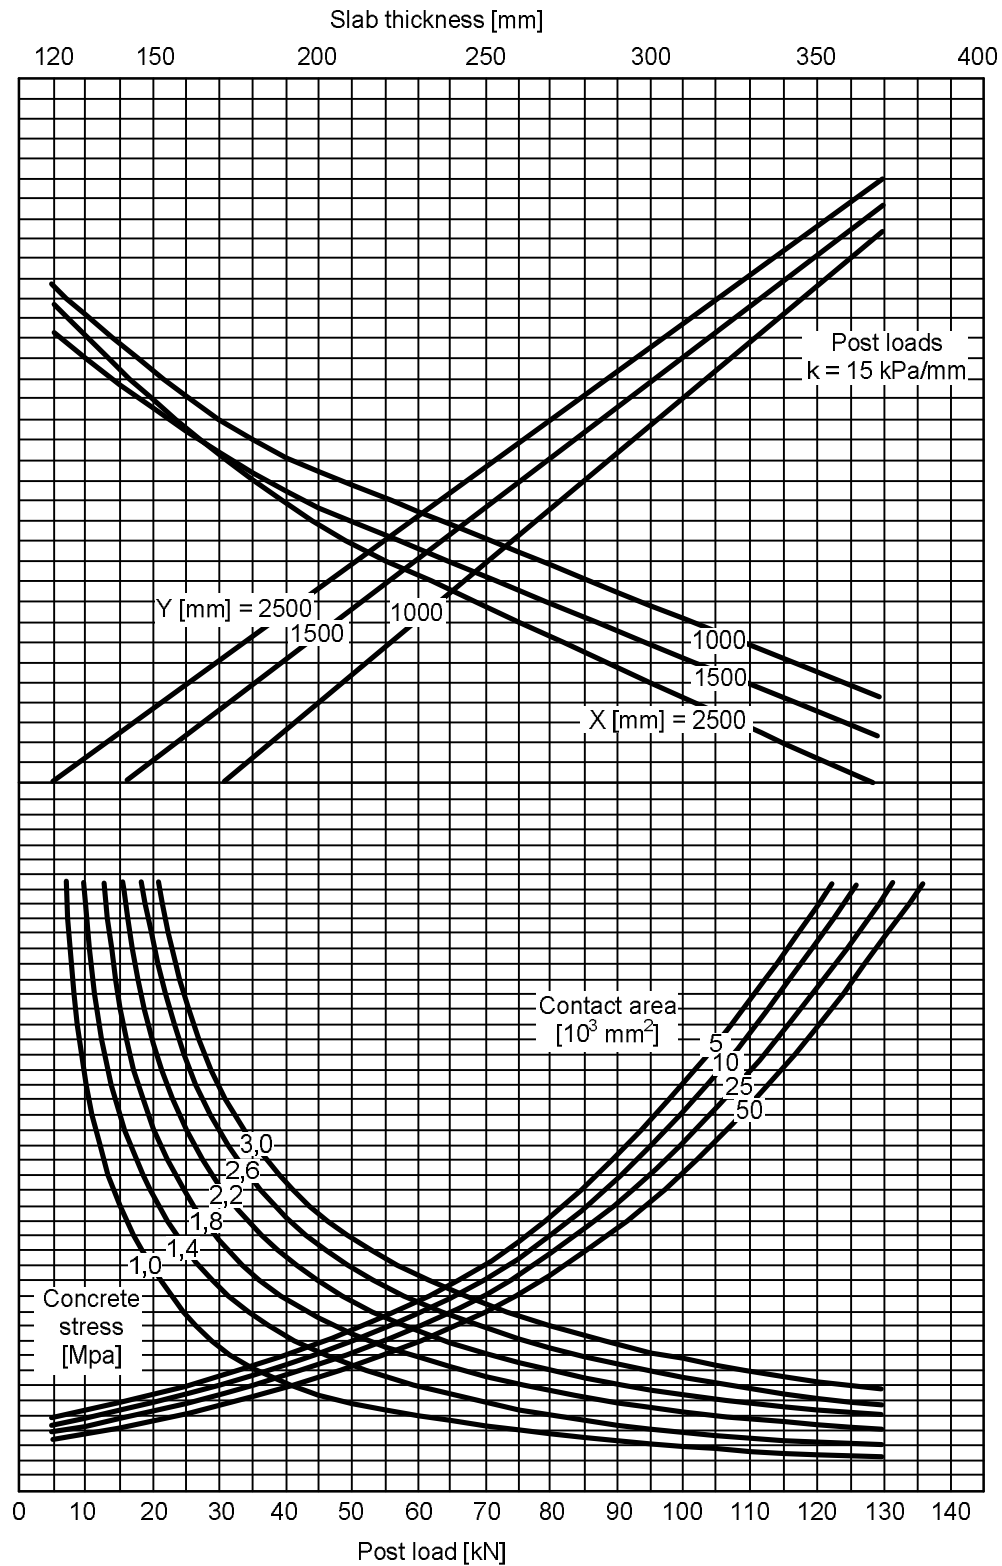 Slab thickness [mm]
120 150 200 250 300 350 400
Post loads
k = 15 kPa/mm
Y [mm] = 2500
1500
1000
1000
1500
X [mm] = 2500
Contact area
[10³ mm²]
5
10
25
50
3,0
2,6
2,2
1,8
1,4
1,0
Concrete
stress
[Mpa]
0 10 20 30 40 50 60 70 80 90 100 110 120 130 140
Post load [kN]